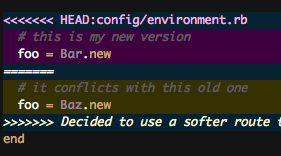 <<<<<<< HEAD:config/environment.rb
# this is my new version
foo = Bar.new
=======
# it conflicts with this old one
foo = Baz.new
>>>>>>> Decided to use a softer route
end